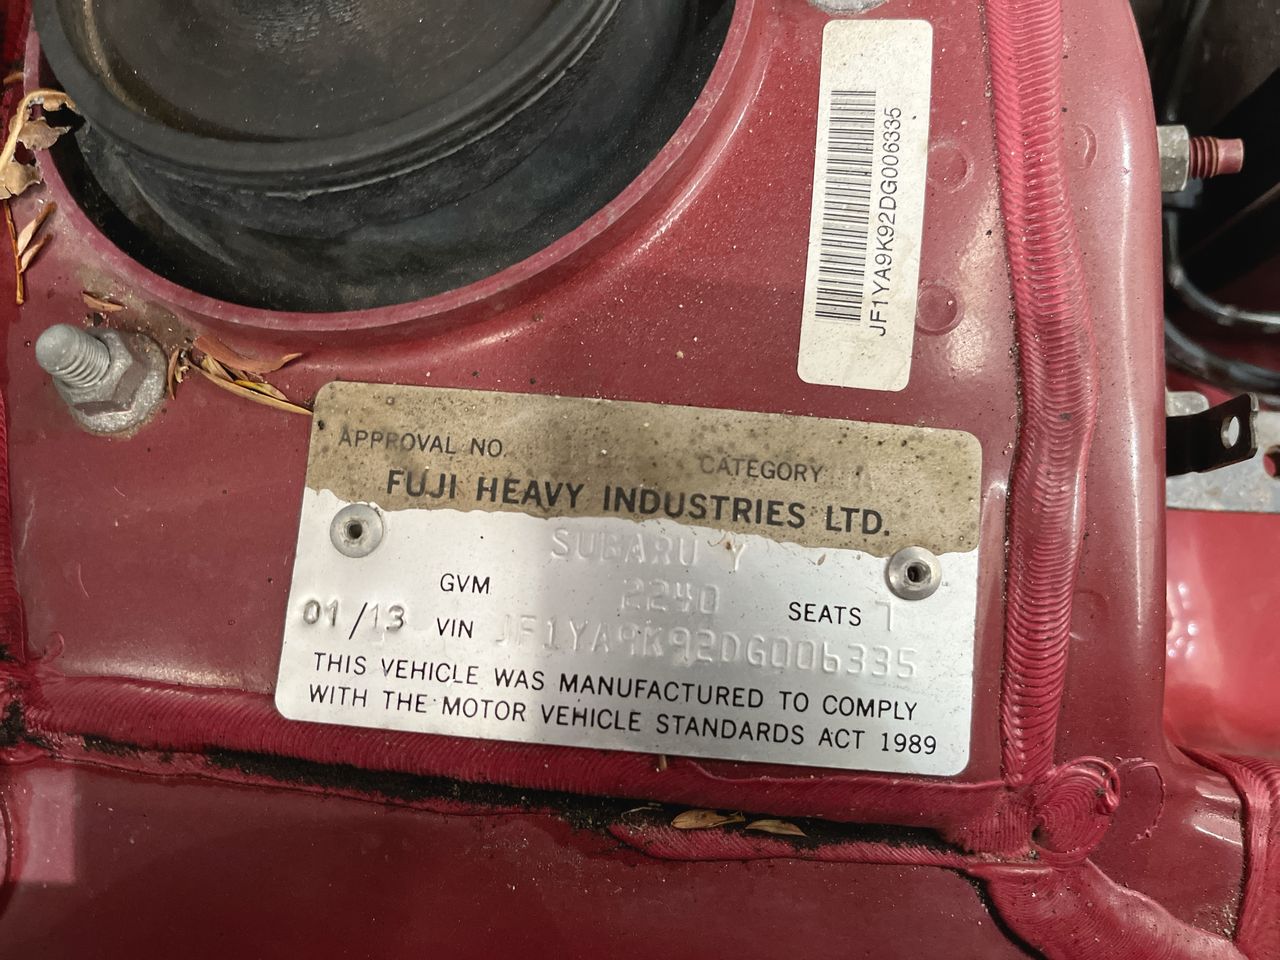 JF1YA9K92DG006335
APPROVAL NO. CATEGORY
FUJI HEAVY INDUSTRIES LTD.
SUBARU Y
GVM 2240 SEATS 7
01/13 VIN JF1YA9K92DG006335
THIS VEHICLE WAS MANUFACTURED TO COMPLY
WITH THE MOTOR VEHICLE STANDARDS ACT 1989